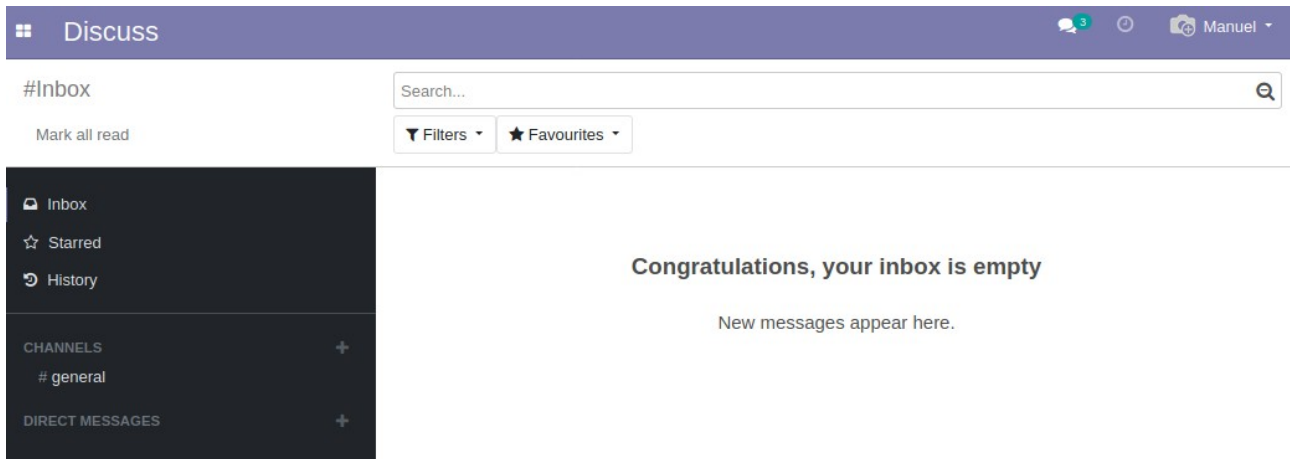 Discuss
3
Manuel
#Inbox
Search...
Mark all read
Filters
Favourites
Inbox
Starred
History
CHANNELS
# general
DIRECT MESSAGES
Congratulations, your inbox is empty
New messages appear here.